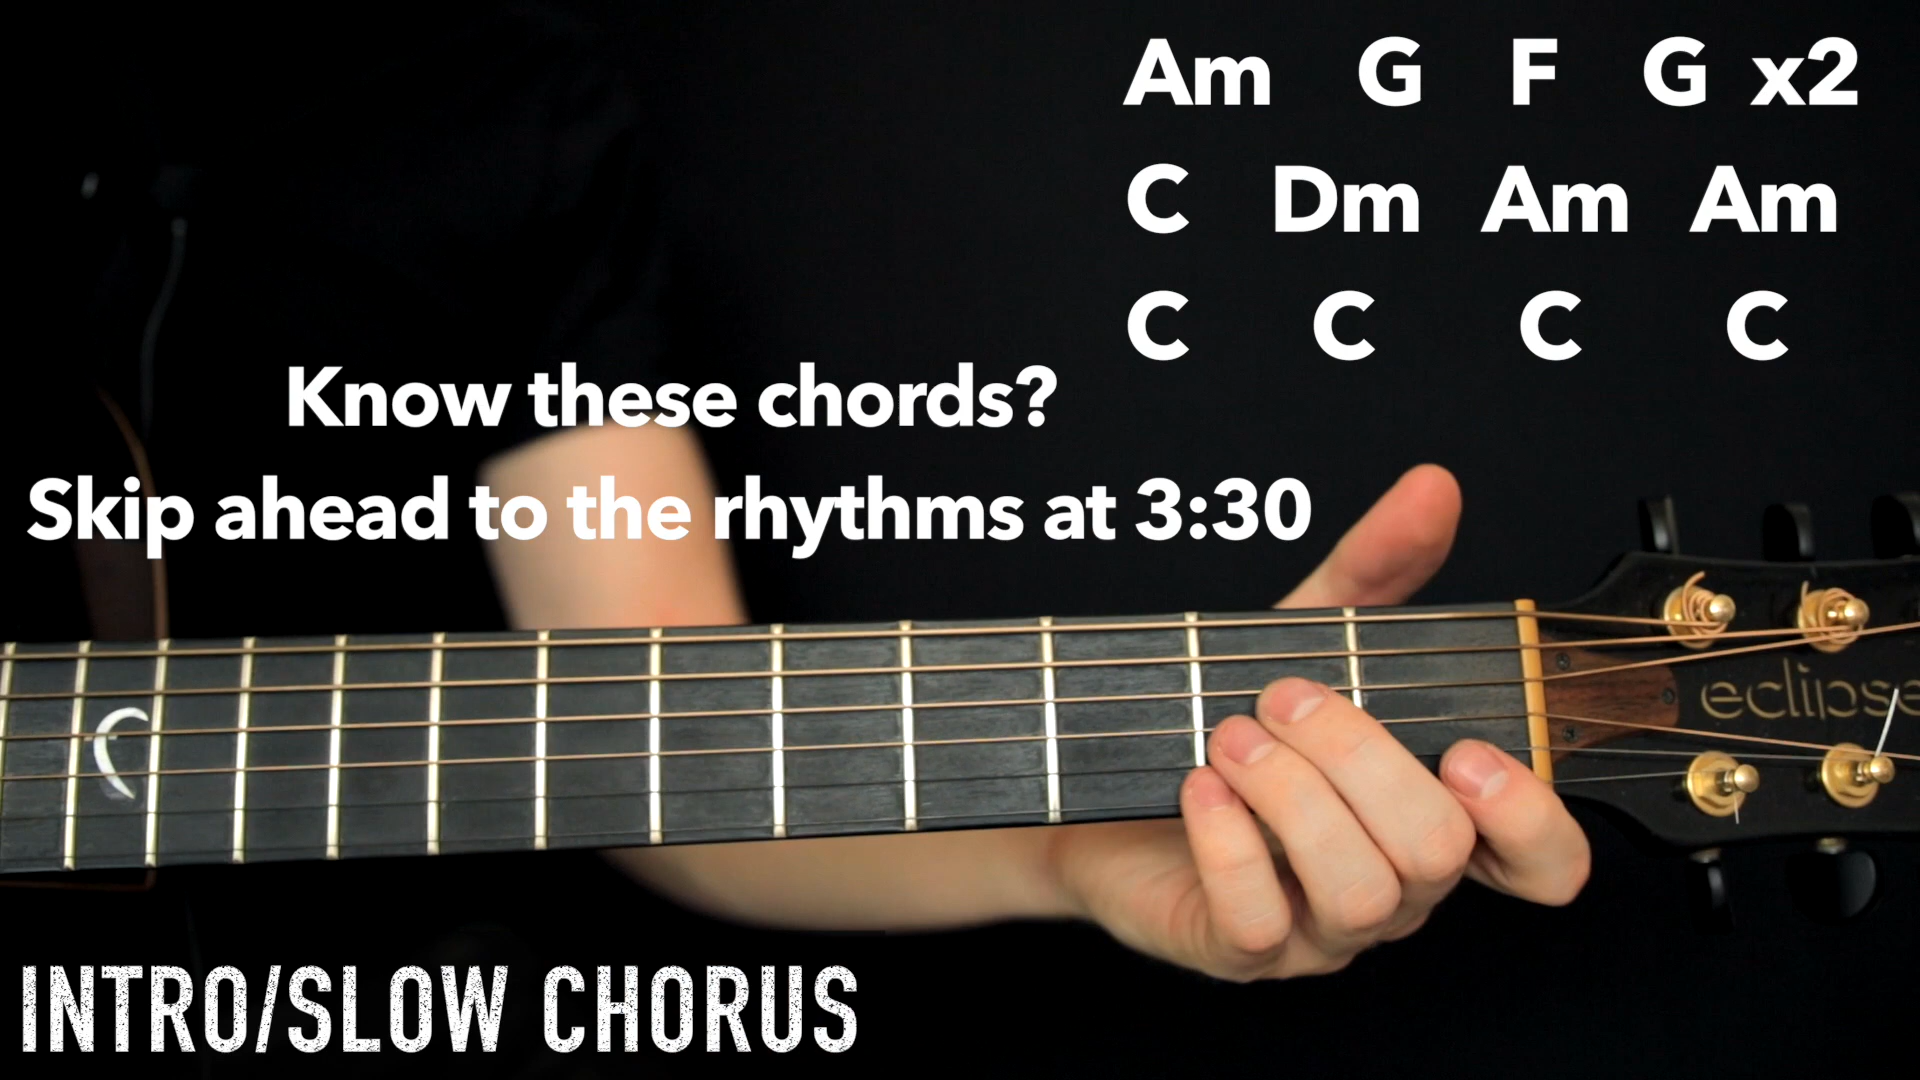 Am G F G x2
C Dm Am Am
C C C C
Know these chords?
Skip ahead to the rhythms at 3:30
eclipse
INTRO/SLOW CHORUS